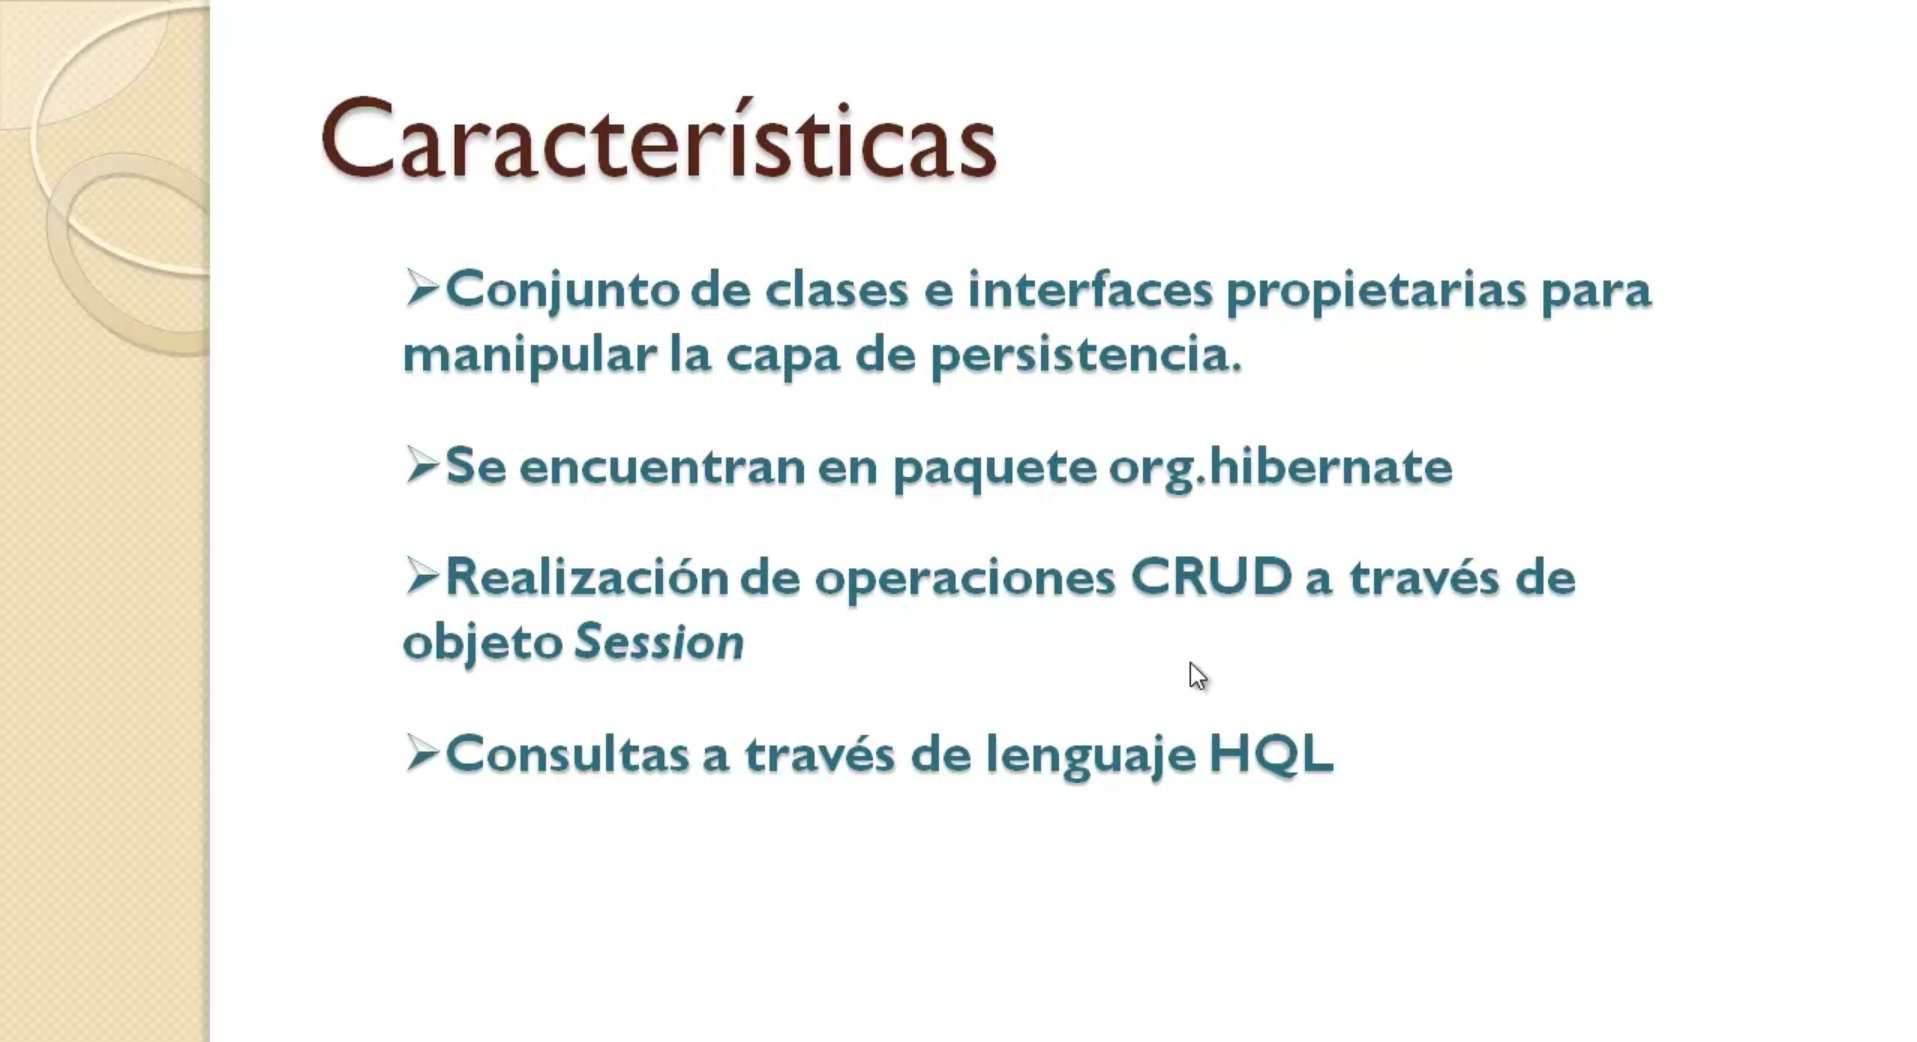 Características
➢Conjunto de clases e interfaces propietarias para
manipular la capa de persistencia.
➢Se encuentran en paquete org.hibernate
➢Realización de operaciones CRUD a través de
objeto Session
➢Consultas a través de lenguaje HQL